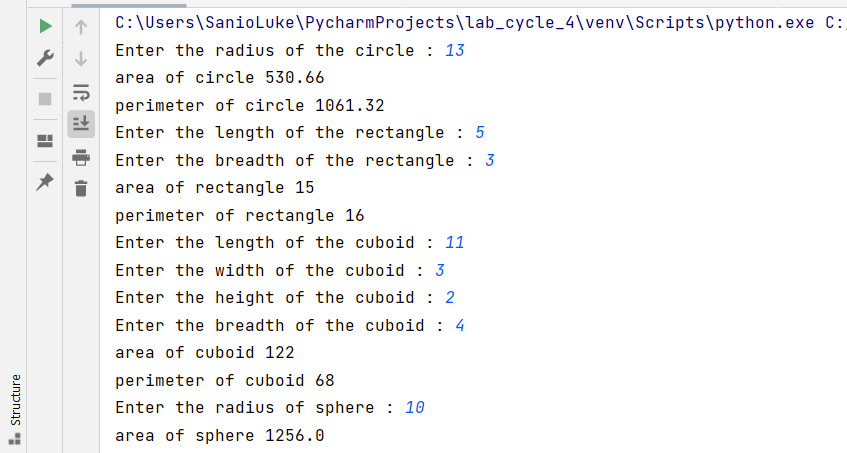 C:\Users\SanioLuke\PycharmProjects\lab_cycle_4\venv\Scripts\python.exe C:
Enter the radius of the circle : 13
area of circle 530.66
perimeter of circle 1061.32
Enter the length of the rectangle : 5
Enter the breadth of the rectangle : 3
area of rectangle 15
perimeter of rectangle 16
Enter the length of the cuboid : 11
Enter the width of the cuboid : 3
Enter the height of the cuboid : 2
Enter the breadth of the cuboid : 4
area of cuboid 122
perimeter of cuboid 68
Enter the radius of sphere : 10
area of sphere 1256.0
Structure